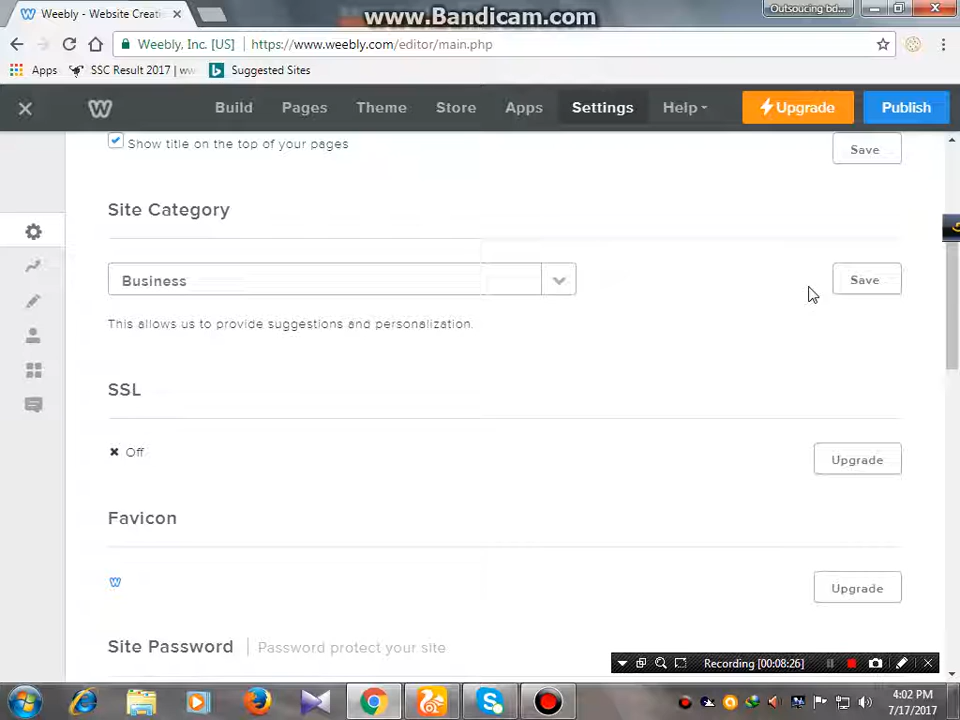 www.Bandicam.com
Weebly - Website Creati
Outsoucing bd...
Weebly, Inc. [US] | https://www.weebly.com/editor/main.php
Apps SSC Result 2017 | ww Suggested Sites
Build Pages Theme Store Apps Settings Help Upgrade Publish
Show title on the top of your pages
Save
Site Category
Business
Save
This allows us to provide suggestions and personalization.
SSL
Off
Upgrade
Favicon
Upgrade
Site Password | Password protect your site
Recording [00:08:26]
4:02 PM
7/17/2017